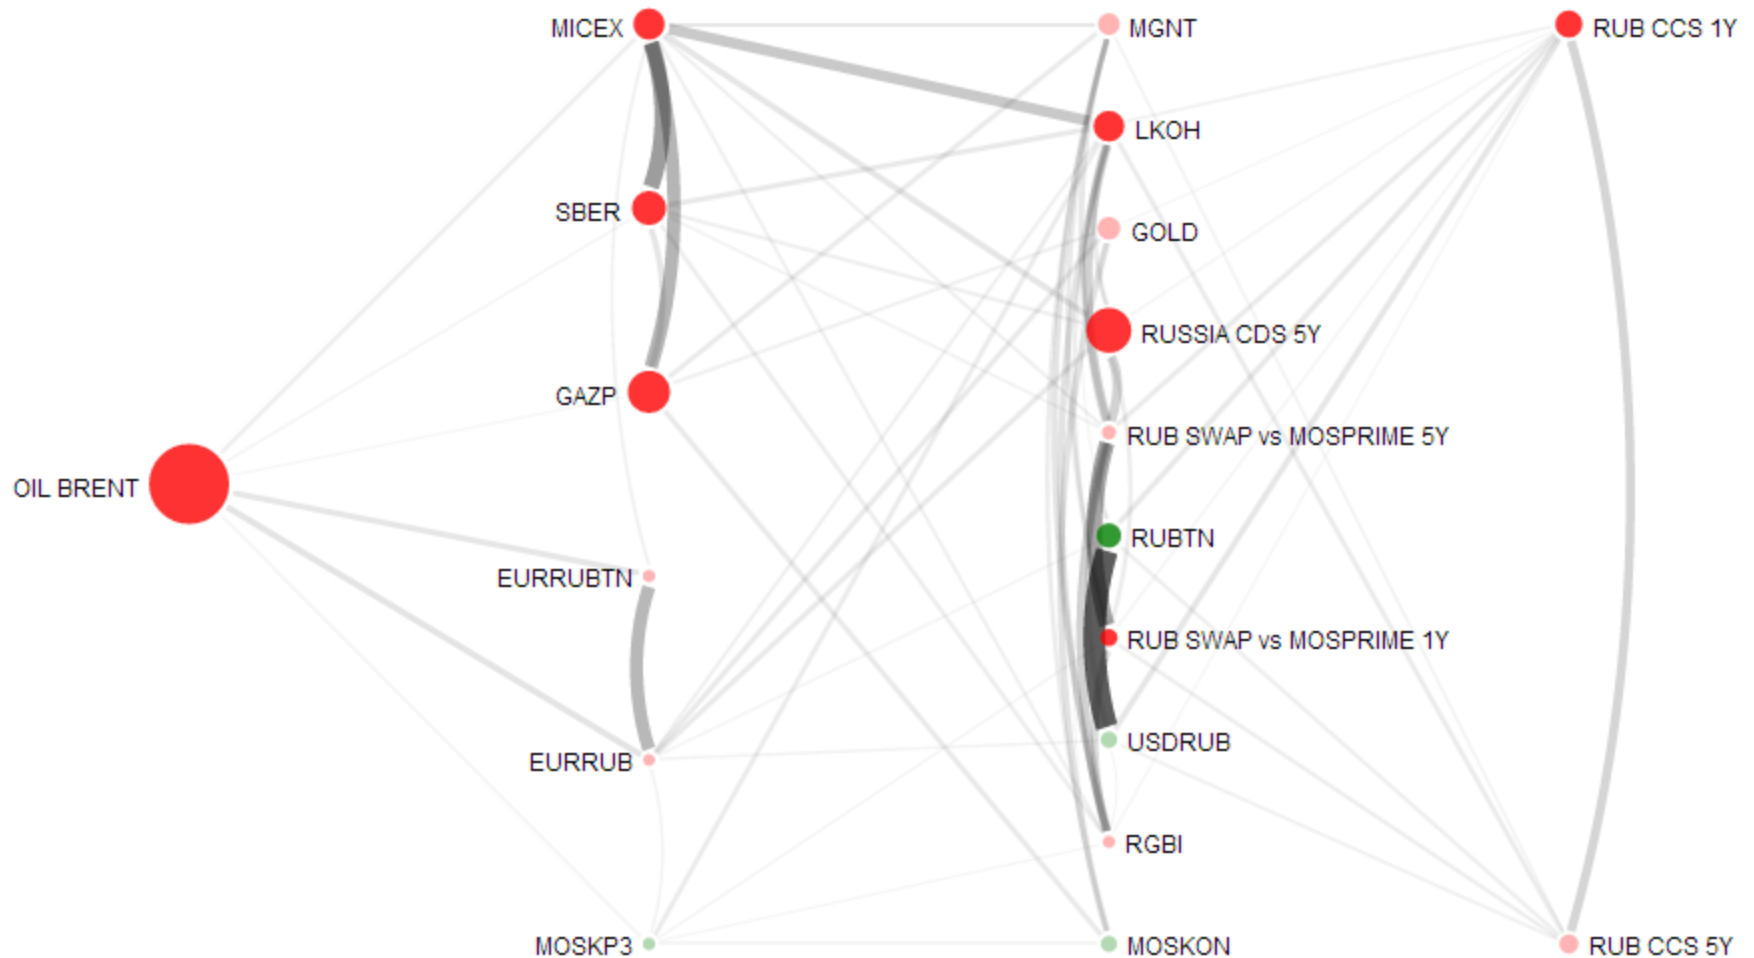 OIL BRENT
MICEX
SBER
GAZP
EURRUBTN
EURRUB
MOSKP3
MGNT
LKOH
GOLD
RUSSIA CDS 5Y
RUB SWAP vs MOSPRIME 5Y
RUBTN
RUB SWAP vs MOSPRIME 1Y
USDRUB
RGBI
MOSKON
RUB CCS 1Y
RUB CCS 5Y